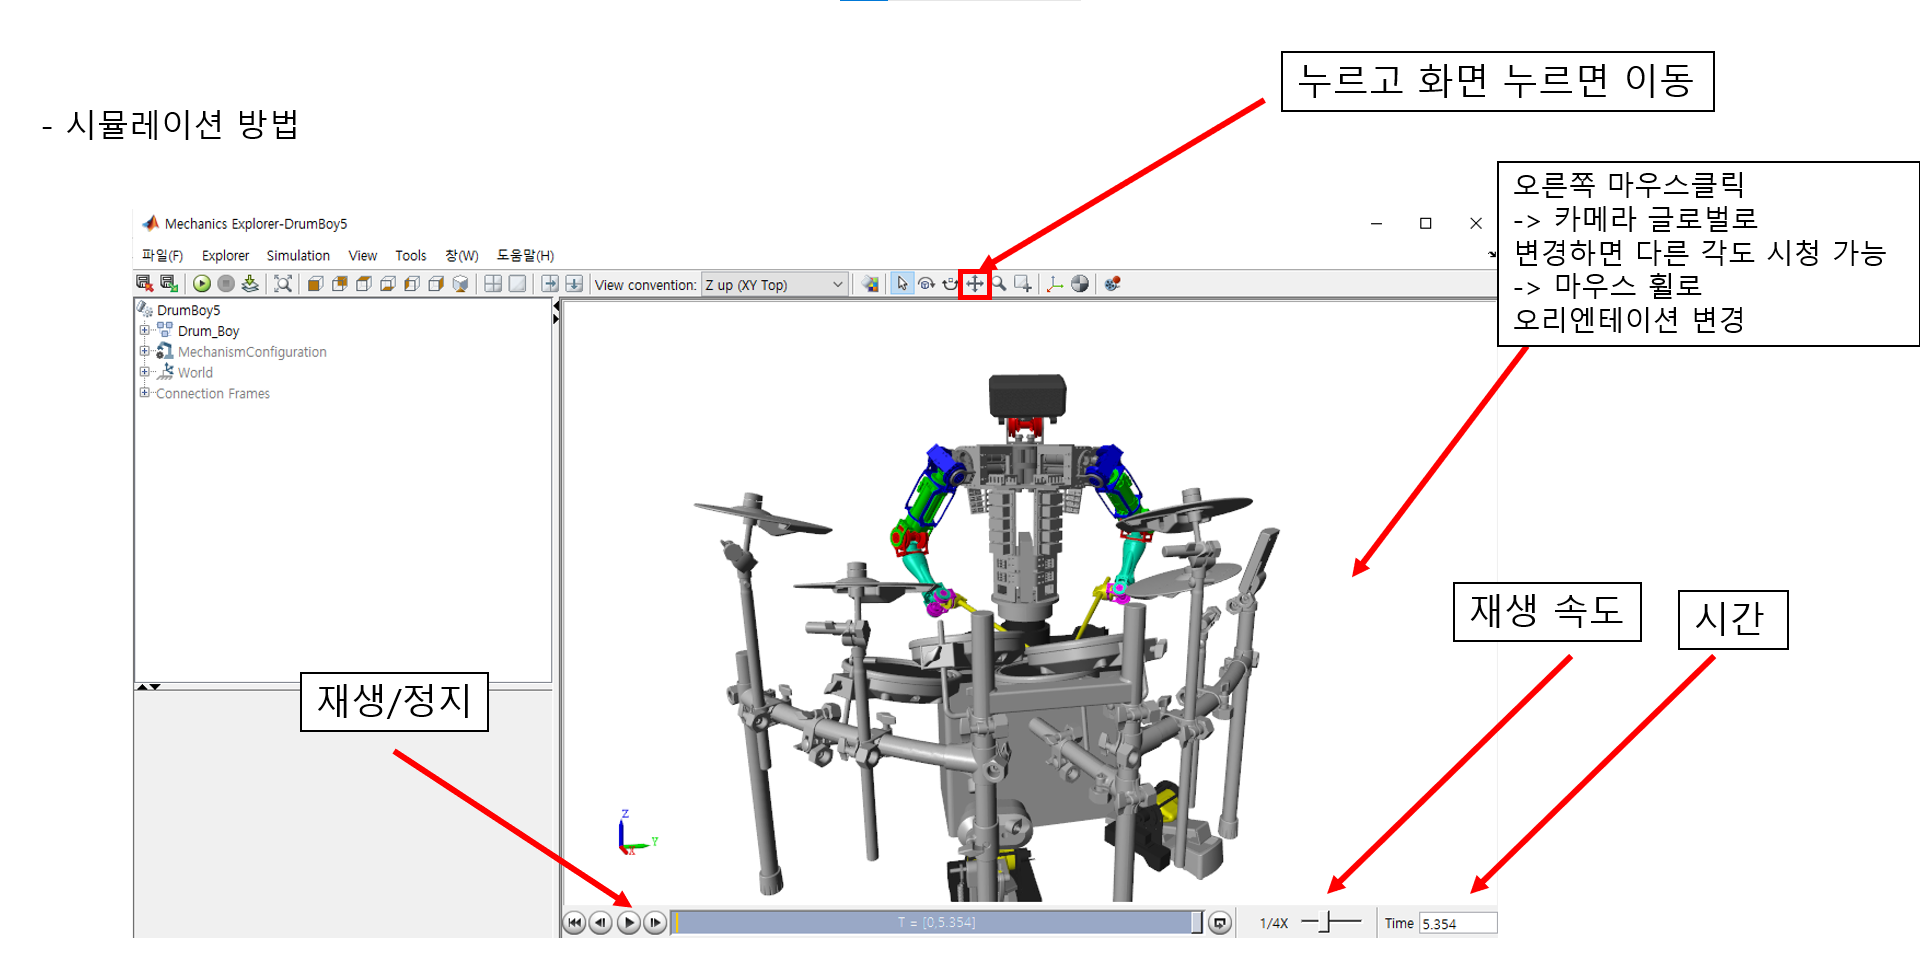 누르고 화면 누르면 이동
- 시뮬레이션 방법
오른쪽 마우스클릭
-> 카메라 글로벌로
변경하면 다른 각도 시청 가능
-> 마우스 휠로
오리엔테이션 변경
Mechanics Explorer-DrumBoy5
파일(F) Explorer Simulation View Tools 창(W) 도움말(H)
View convention: Z up (XY Top)
DrumBoy5
Drum_Boy
MechanismConfiguration
World
Connection Frames
재생 속도
시간
재생/정지
Z
Y
X
T = [0,5.354]
1/4X
Time 5.354